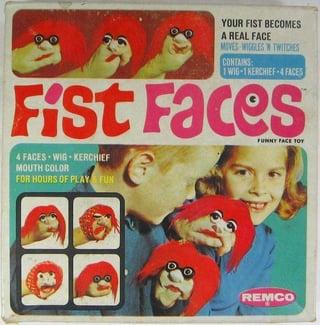 YOUR FIST BECOMES
A REAL FACE
MOVES-WIGGLES 'N TWITCHES
CONTAINS:
1 WIG • 1 KERCHIEF • 4 FACES
FiST FACES
FUNNY FACE TOY
4 FACES • WIG • KERCHIEF
MOUTH COLOR
FOR HOURS OF PLAY & FUN
REMCO